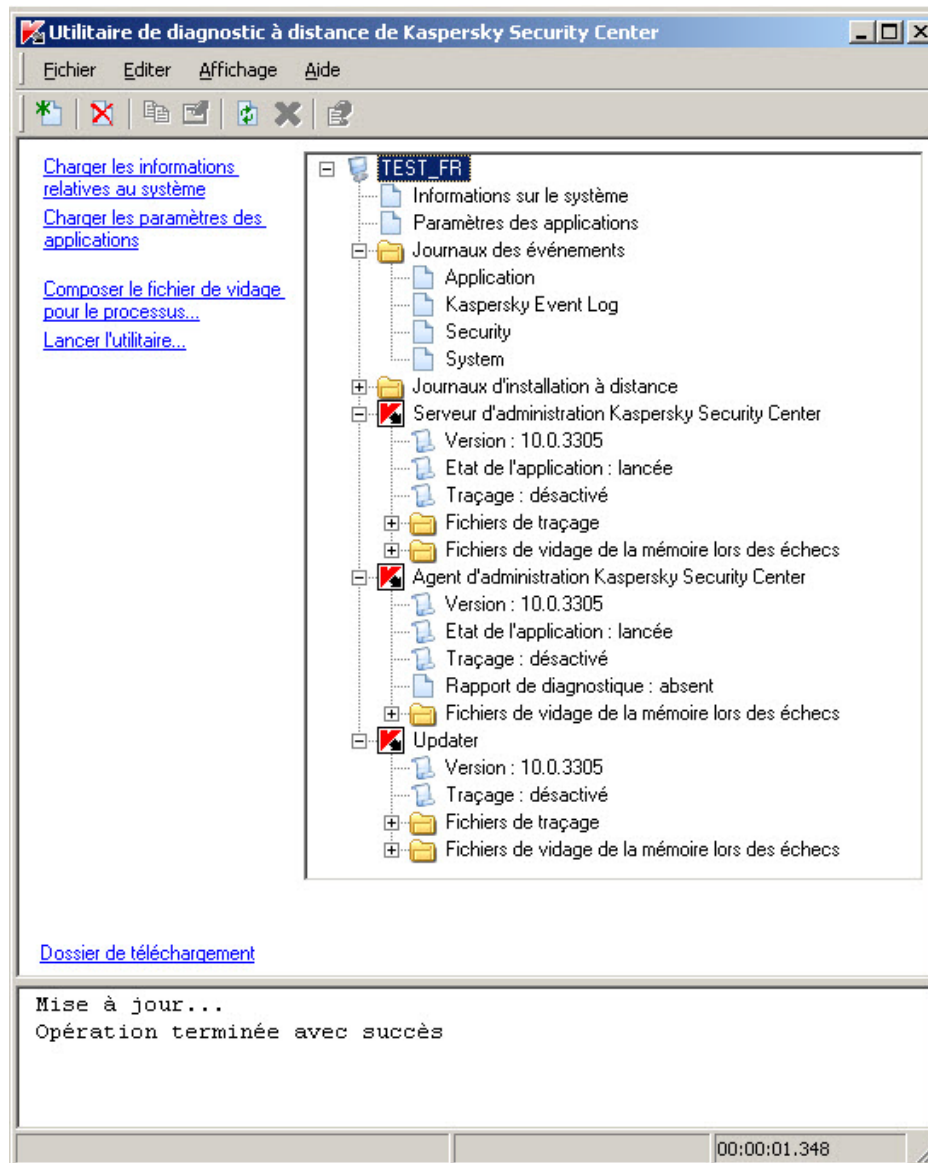 Utilitaire de diagnostic à distance de Kaspersky Security Center
Fichier Editer Affichage Aide
Charger les informations
relatives au système
Charger les paramètres des
applications
Composer le fichier de vidage
pour le processus...
Lancer l'utilitaire...
TEST_FR
Informations sur le système
Paramètres des applications
Journaux des événements
Application
Kaspersky Event Log
Security
System
Journaux d'installation à distance
Serveur d'administration Kaspersky Security Center
Version : 10.0.3305
Etat de l'application : lancée
Traçage : désactivé
Fichiers de traçage
Fichiers de vidage de la mémoire lors des échecs
Agent d'administration Kaspersky Security Center
Version : 10.0.3305
Etat de l'application : lancée
Traçage : désactivé
Rapport de diagnostique : absent
Fichiers de vidage de la mémoire lors des échecs
Updater
Version : 10.0.3305
Traçage : désactivé
Fichiers de traçage
Fichiers de vidage de la mémoire lors des échecs
Dossier de téléchargement
Mise à jour...
Opération terminée avec succès
00:00:01.348